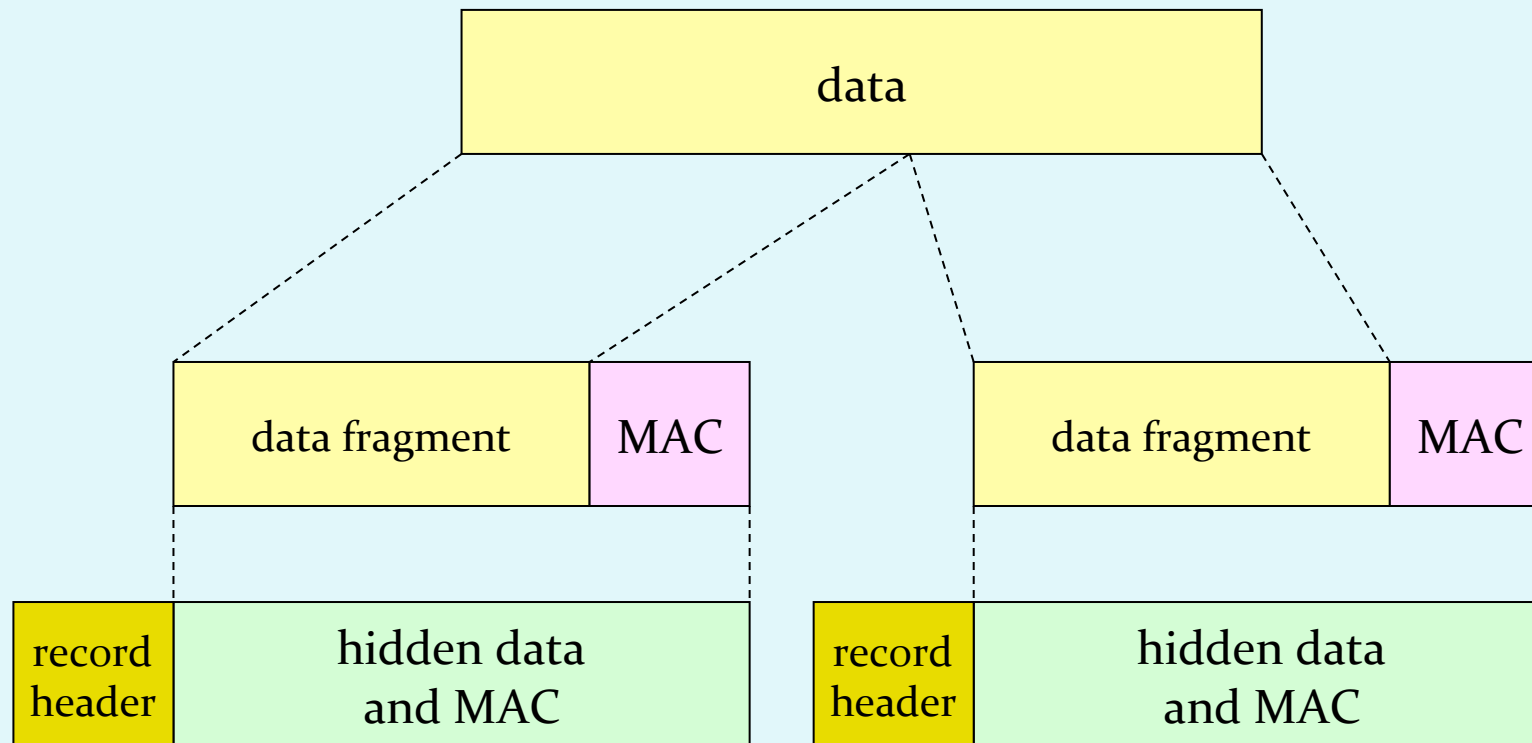 data
data fragment
MAC
data fragment
MAC
record
header
hidden data
and MAC
record
header
hidden data
and MAC